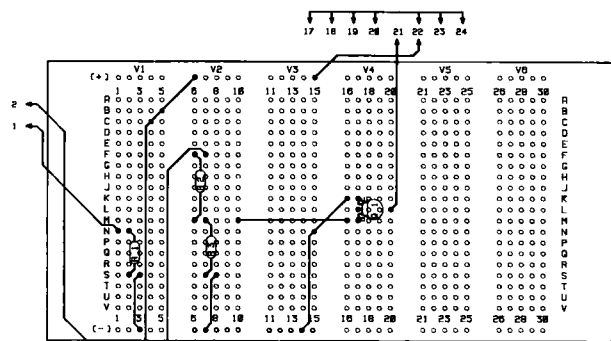 17 18 19 20 21 22 23 24
V1 V2 V3 V4 V5 V6
(+)
1 3 5 6 8 10 11 13 15 16 18 20 21 23 25 26 28 30
2
1
A A
B B
C C
D D
E E
F F
G G
H H
J J
K K
L L
M M
N N
P P
Q Q
R R
S S
T T
U U
V V
1 3 5 6 8 10 11 13 15 16 18 20 21 23 25 26 28 30
(-)